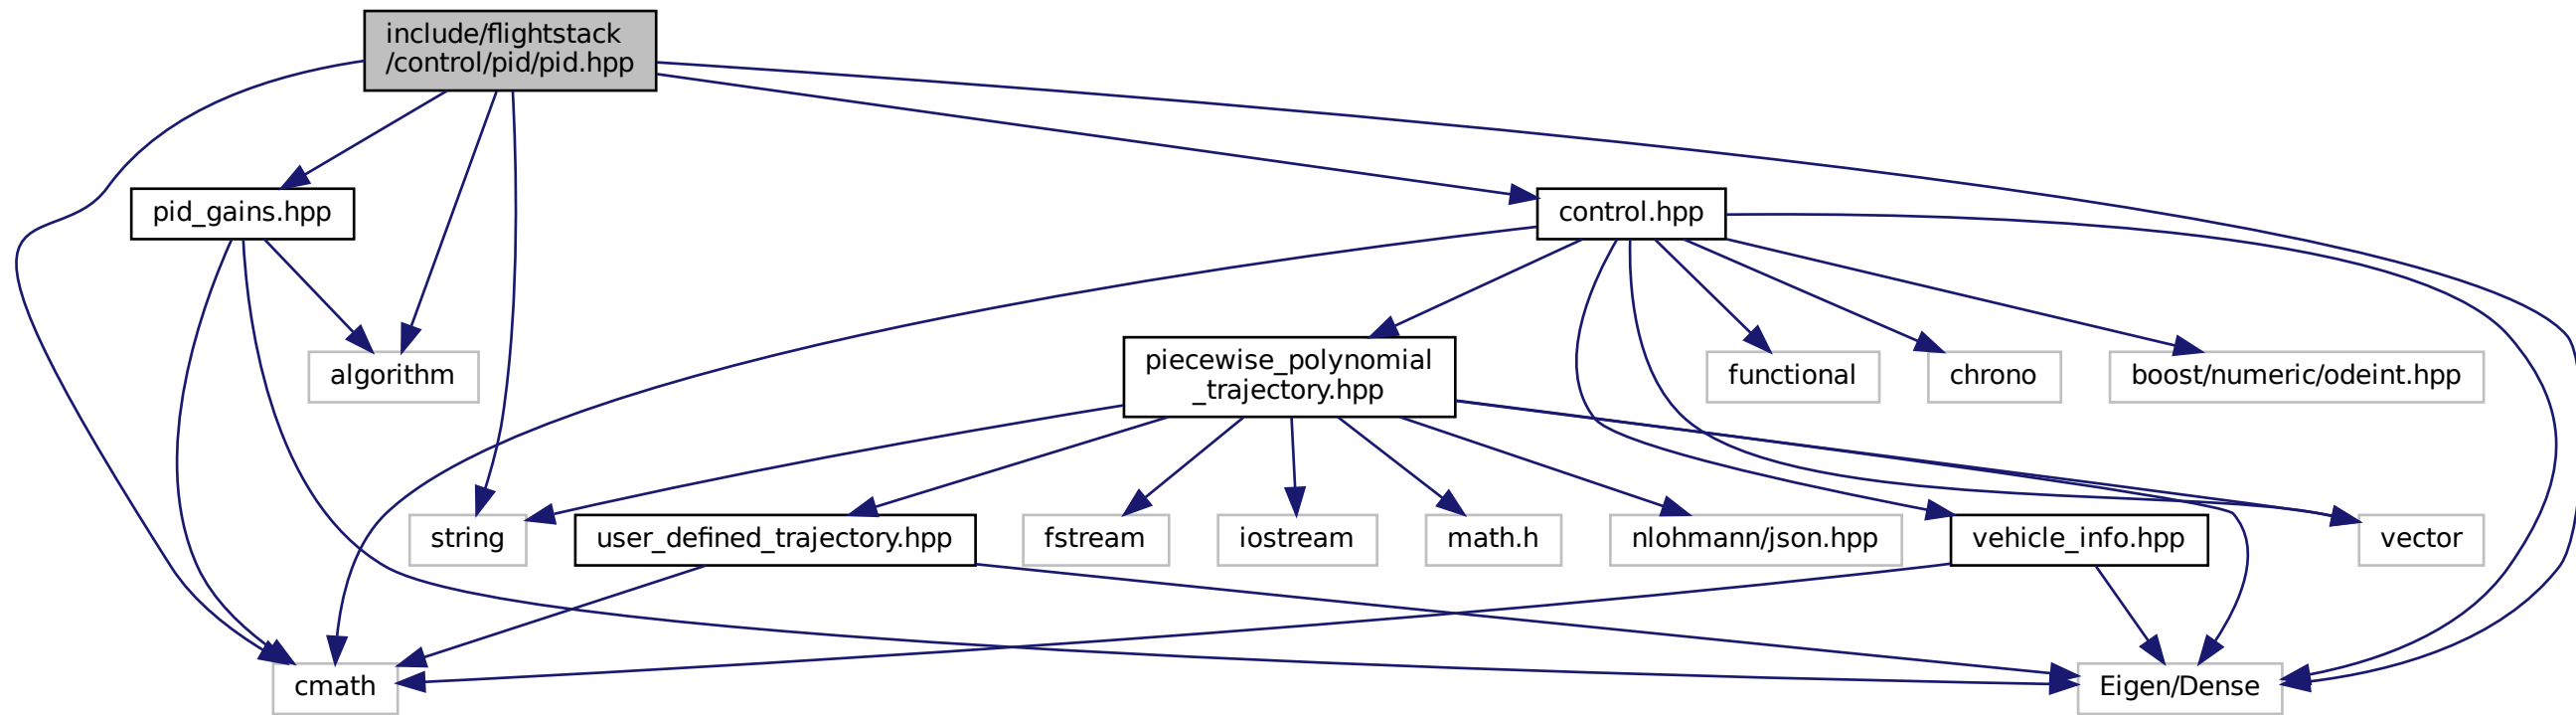 include/flightstack
/control/pid/pid.hpp
pid_gains.hpp
control.hpp
piecewise_polynomial
_trajectory.hpp
algorithm
functional
chrono
boost/numeric/odeint.hpp
string
user_defined_trajectory.hpp
fstream
iostream
math.h
nlohmann/json.hpp
vehicle_info.hpp
vector
cmath
Eigen/Dense